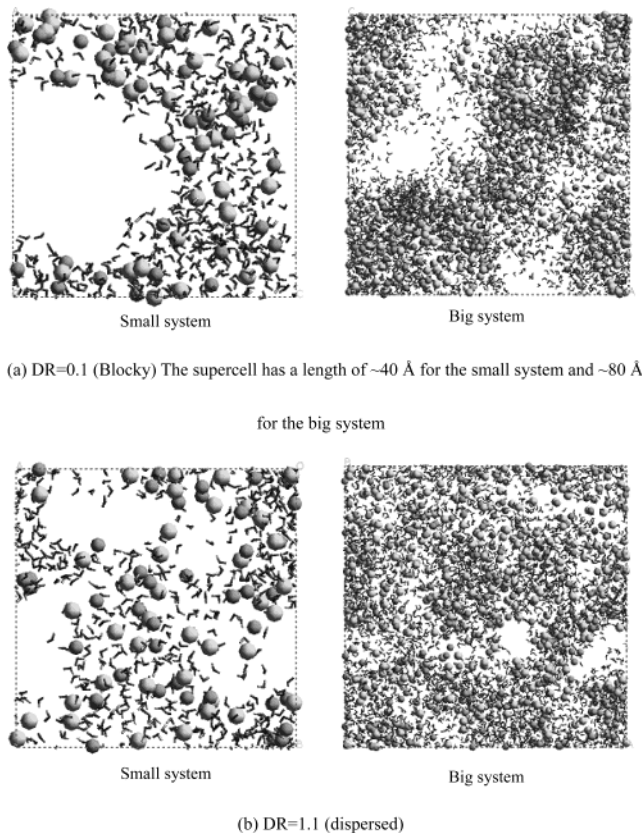 Small system
Big system
(a) DR=0.1 (Blocky) The supercell has a length of ~40 Å for the small system and ~80 Å
for the big system
Small system
Big system
(b) DR=1.1 (dispersed)